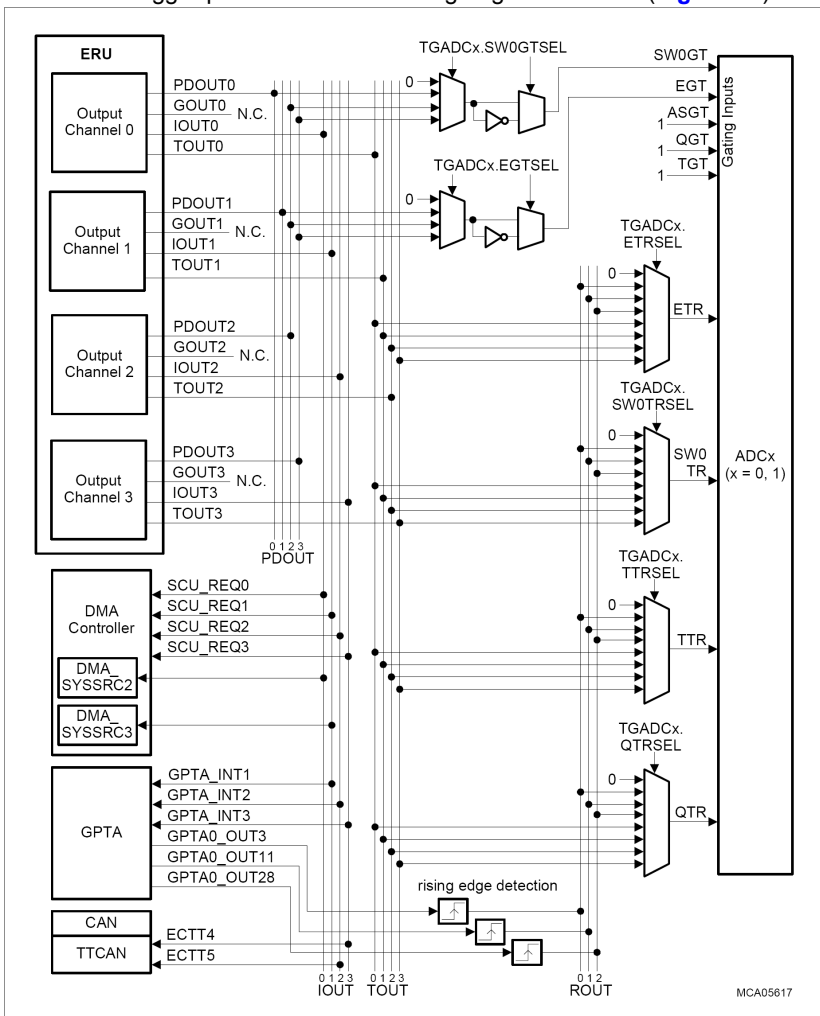 ERU
Output
Channel 0
PDOUT0
GOUT0
N.C.
IOUT0
TOUT0
Output
Channel 1
PDOUT1
GOUT1
N.C.
IOUT1
TOUT1
Output
Channel 2
PDOUT2
GOUT2
N.C.
IOUT2
TOUT2
Output
Channel 3
PDOUT3
GOUT3
N.C.
IOUT3
TOUT3
0 1 2 3
PDOUT
TGADCx.SW0GTSEL
0
TGADCx.EGTSEL
0
SW0GT
EGT
ASGT
1
QGT
1
TGT
1
Gating Inputs
TGADCx.
ETRSEL
0
ETR
TGADCx.
SW0TRSEL
0
SW0
TR
ADCx
(x = 0, 1)
TGADCx.
TTRSEL
0
TTR
TGADCx.
QTRSEL
0
QTR
DMA
Controller
SCU_REQ0
SCU_REQ1
SCU_REQ2
SCU_REQ3
DMA_
SYSSRC2
DMA_
SYSSRC3
GPTA
GPTA_INT1
GPTA_INT2
GPTA_INT3
GPTA0_OUT3
GPTA0_OUT11
GPTA0_OUT28
rising edge detection
CAN
TTCAN
ECTT4
ECTT5
0 1 2 3
IOUT
0 1 2 3
TOUT
0 1 2
ROUT
MCA05617